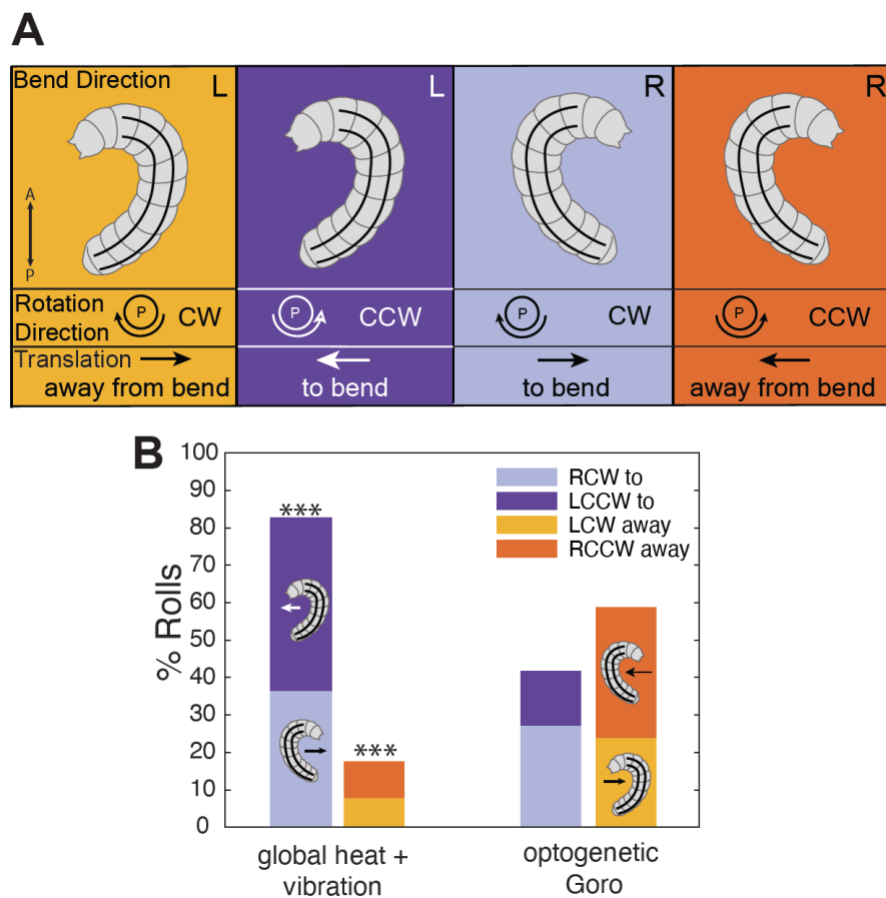 A
Bend Direction L L R R
A
P
Rotation Direction P CW P CCW P CW P CCW
Translation
away from bend to bend to bend away from bend
B
100
90
80
70
60
50
40
30
20
10
0
% Rolls
***
***
RCW to
LCCW to
LCW away
RCCW away
global heat +
vibration
optogenetic
Goro